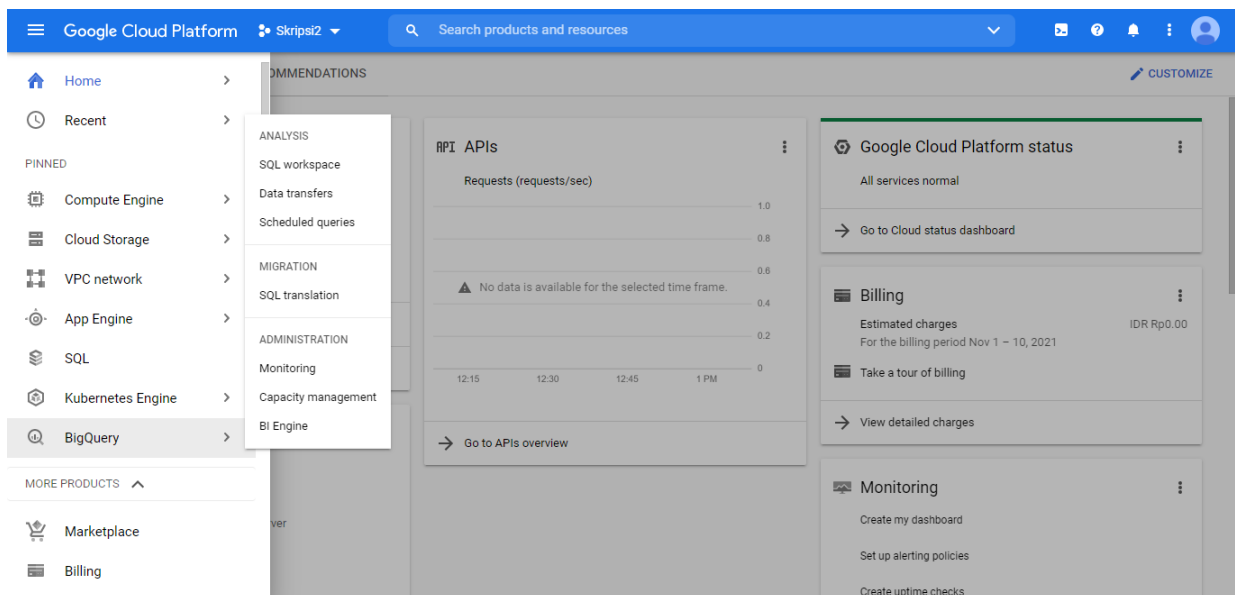 Google Cloud Platform
Skripsi2
Search products and resources
Home
Recent
PINNED
Compute Engine
Cloud Storage
VPC network
App Engine
SQL
Kubernetes Engine
BigQuery
MORE PRODUCTS
Marketplace
Billing
ANALYSIS
SQL workspace
Data transfers
Scheduled queries
MIGRATION
SQL translation
ADMINISTRATION
Monitoring
Capacity management
BI Engine
OMMENDATIONS
CUSTOMIZE
ver
API APIs
Requests (requests/sec)
1.0
0.8
0.6
No data is available for the selected time frame.
0.4
0.2
0
12:15 12:30 12:45 1 PM
Go to APIs overview
Google Cloud Platform status
All services normal
Go to Cloud status dashboard
Billing
Estimated charges IDR Rp0.00
For the billing period Nov 1 – 10, 2021
Take a tour of billing
View detailed charges
Monitoring
Create my dashboard
Set up alerting policies
Create uptime checks